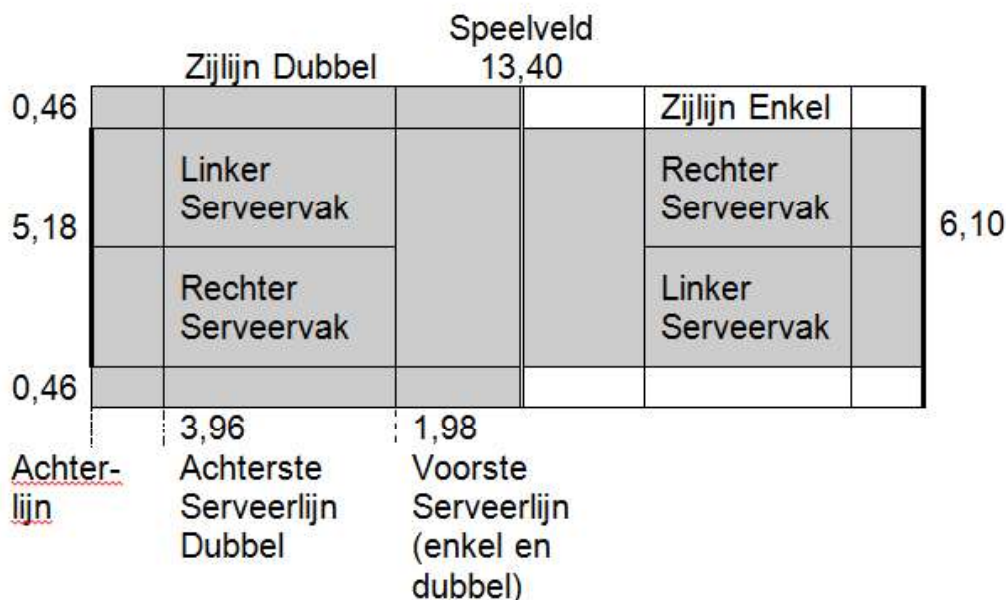 Speelveld
Zijlijn Dubbel 13,40
0,46 Zijlijn Enkel
Linker Rechter
Serveervak Serveervak
5,18 6,10
Rechter Linker
Serveervak Serveervak
0,46
3,96 1,98
Achter- Achterste Voorste
lijn Serveerlijn Serveerlijn
Dubbel (enkel en
dubbel)